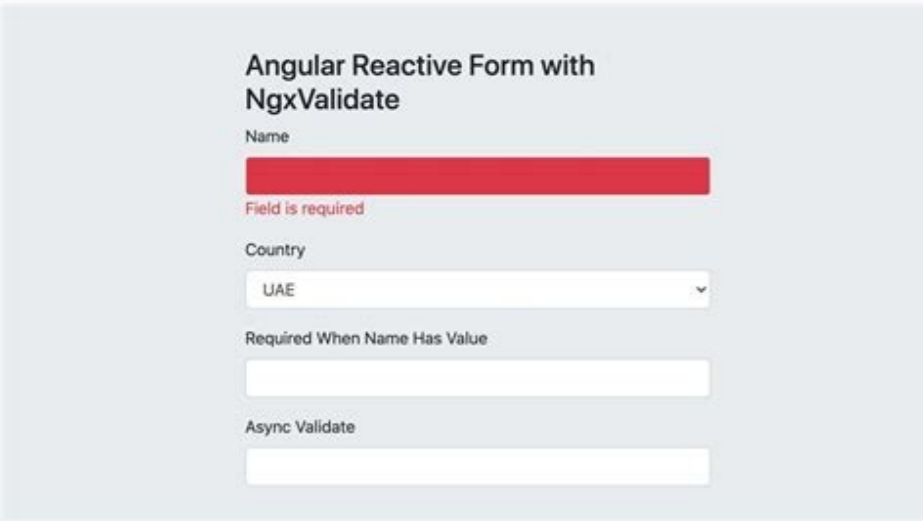 Angular Reactive Form with
NgxValidate
Name
Field is required
Country
UAE
Required When Name Has Value
Async Validate